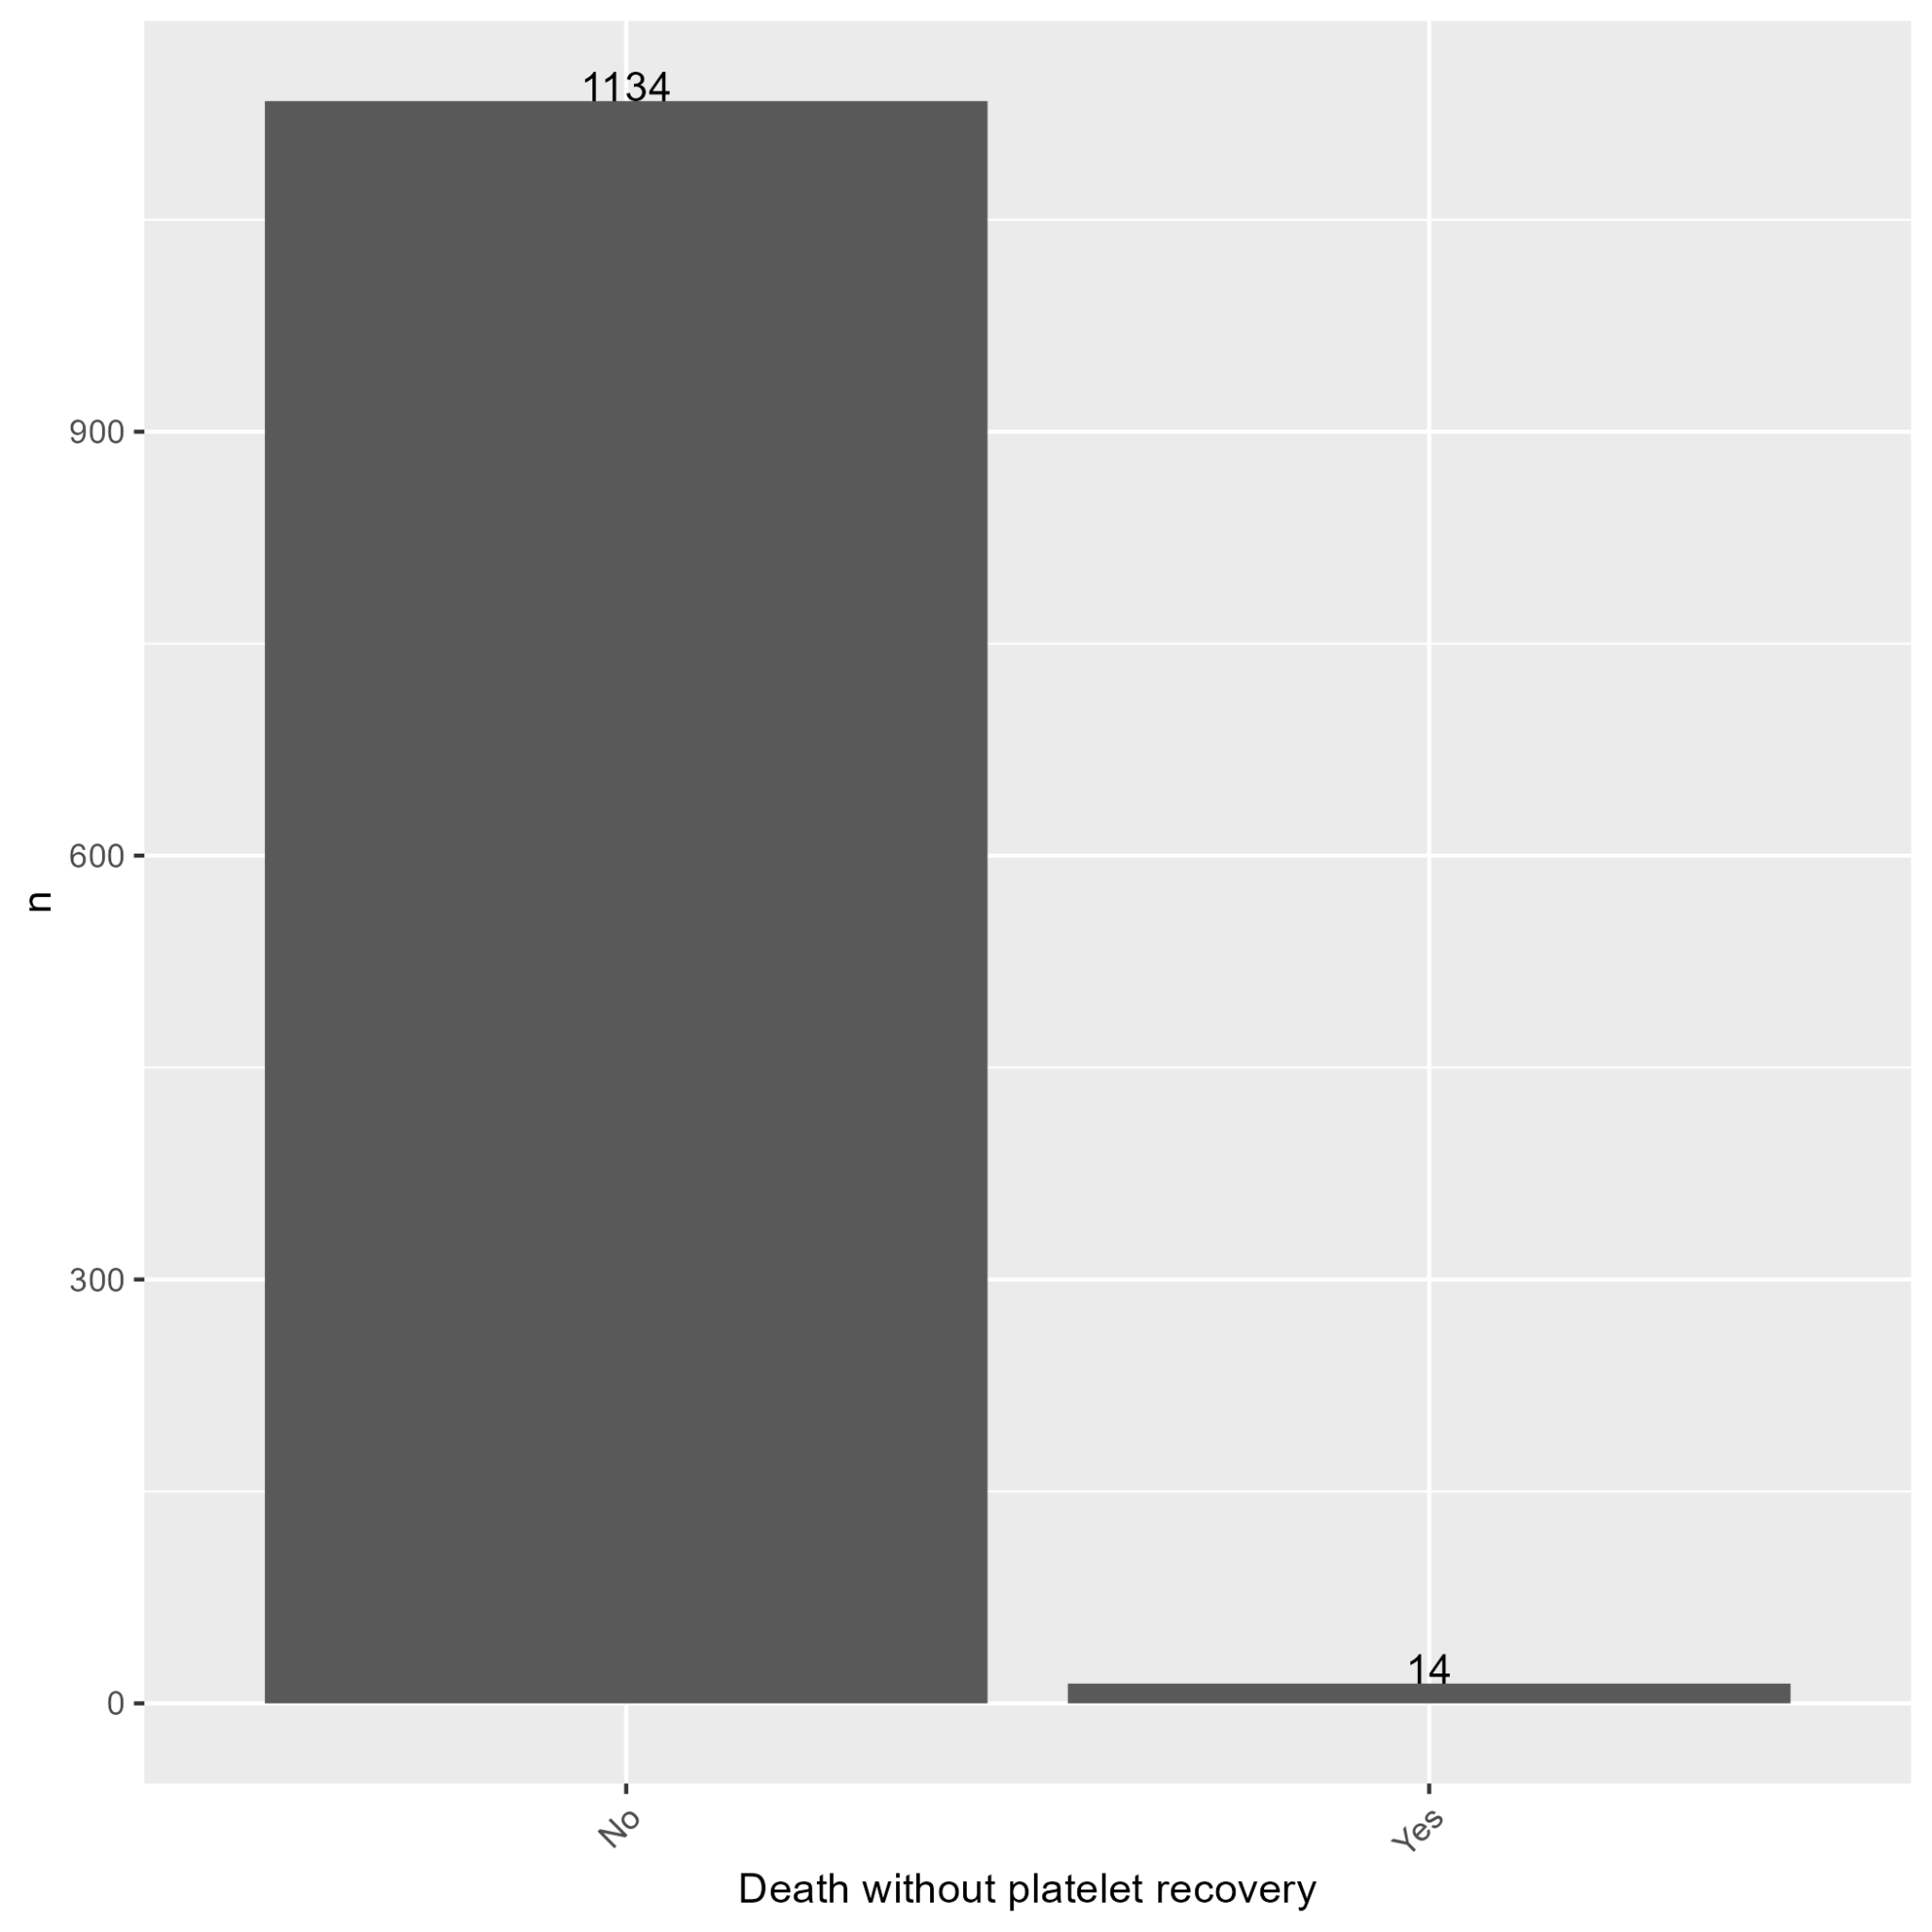 1134
900
600
300
0
n
14
No
Yes
Death without platelet recovery